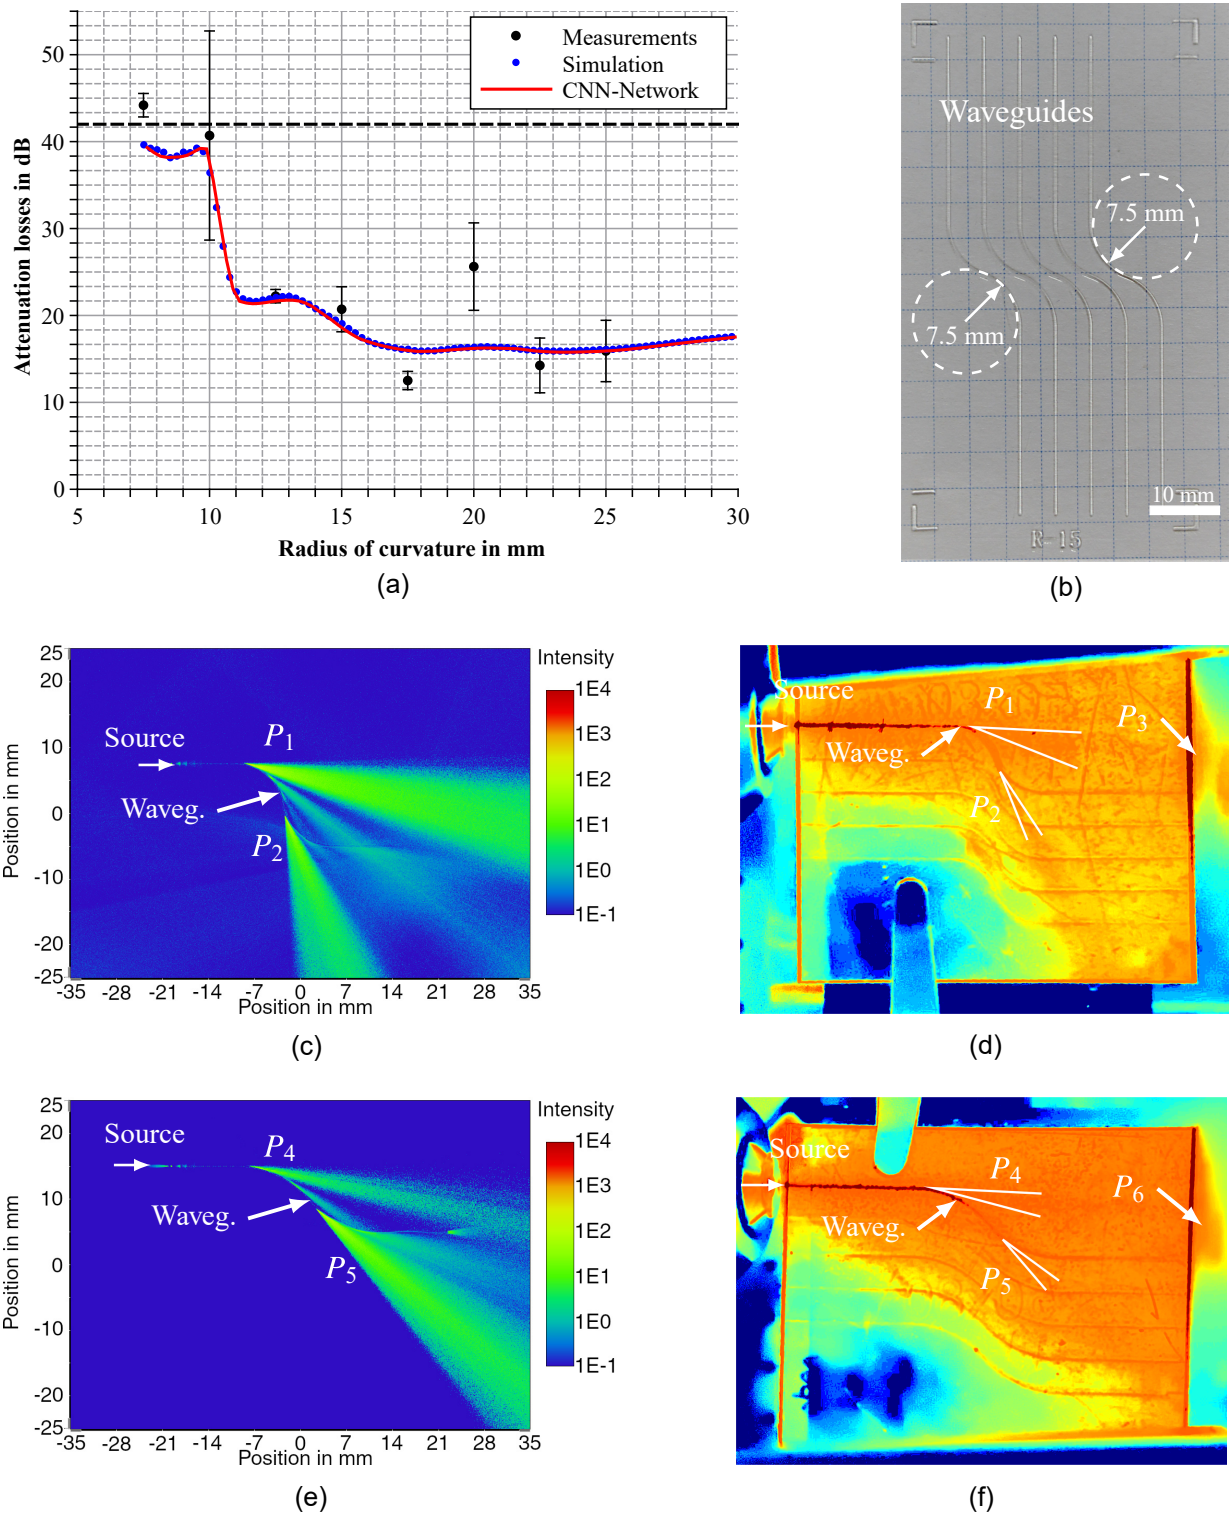 Measurements
Simulation
CNN-Network
Attenuation losses in dB
50
40
30
20
10
0
5 10 15 20 25 30
Radius of curvature in mm
(a)
Waveguides
7.5 mm
7.5 mm
10 mm
R-15
(b)
Position in mm
25
20
10
0
-10
-20
-25
-35 -28 -21 -14 -7 0 7 14 21 28 35
Position in mm
Source
P1
Waveg.
P2
Intensity
1E4
1E3
1E2
1E1
1E0
1E-1
(c)
Source
P1
P3
Waveg.
P2
(d)
Position in mm
25
20
10
0
-10
-20
-25
-35 -28 -21 -14 -7 0 7 14 21 28 35
Position in mm
Source
P4
Waveg.
P5
Intensity
1E4
1E3
1E2
1E1
1E0
1E-1
(e)
Source
P4
P6
Waveg.
P5
(f)